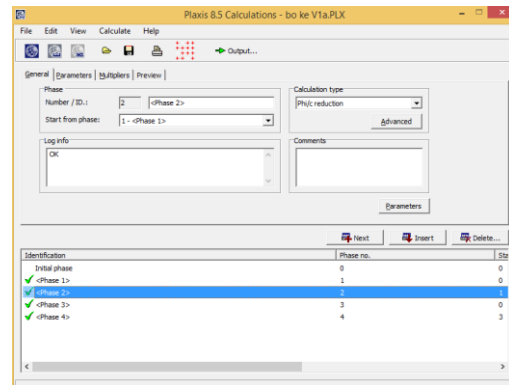 Plaxis 8.5 Calculations - bo ke V1a.PLX
File Edit View Calculate Help
Output...
General Parameters Multipliers Preview
Phase
Number / ID.: 2 <Phase 2>
Start from phase: 1 - <Phase 1>
Calculation type
Phi/c reduction
Advanced
Log info
OK
Comments
Parameters
Next Insert Delete...
Identification Phase no. Sta
Initial phase 0 0
<Phase 1> 1 0
<Phase 2> 2 1
<Phase 3> 3 0
<Phase 4> 4 3